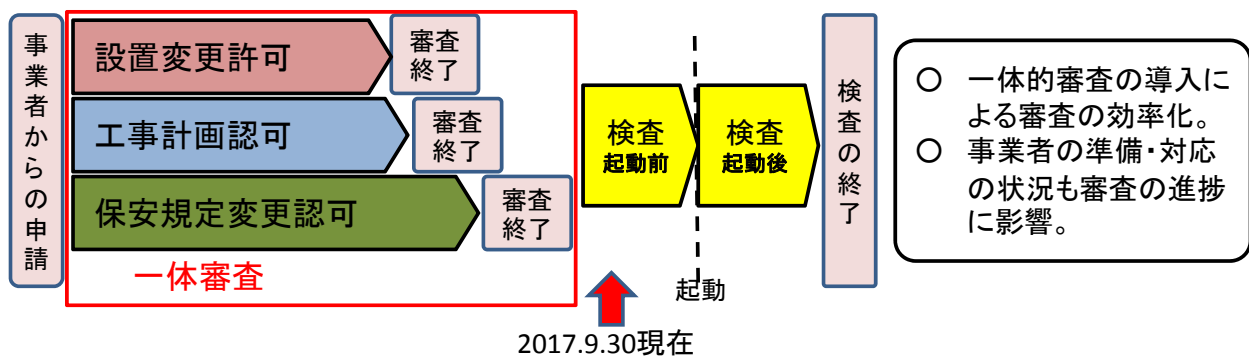 事業者からの申請
設置変更許可
審査
終了
工事計画認可
審査
終了
保安規定変更認可
審査
終了
一体審査
検査
起動前
検査
起動後
起動
2017.9.30現在
検査の終了
○ 一体的審査の導入に
よる審査の効率化。
○ 事業者の準備・対応
の状況も審査の進捗
に影響。